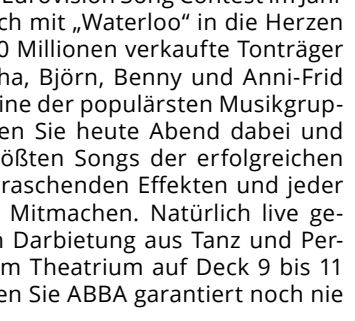 ch mit „Waterloo“ in die Herzen
0 Millionen verkaufte Tonträger
ha, Björn, Benny und Anni-Frid
ine der populärsten Musikgrup-
en Sie heute Abend dabei und
ößten Songs der erfolgreichen
raschenden Effekten und jeder
Mitmachen. Natürlich live ge-
n Darbietung aus Tanz und Per-
m Theatrium auf Deck 9 bis 11
en Sie ABBA garantiert noch nie